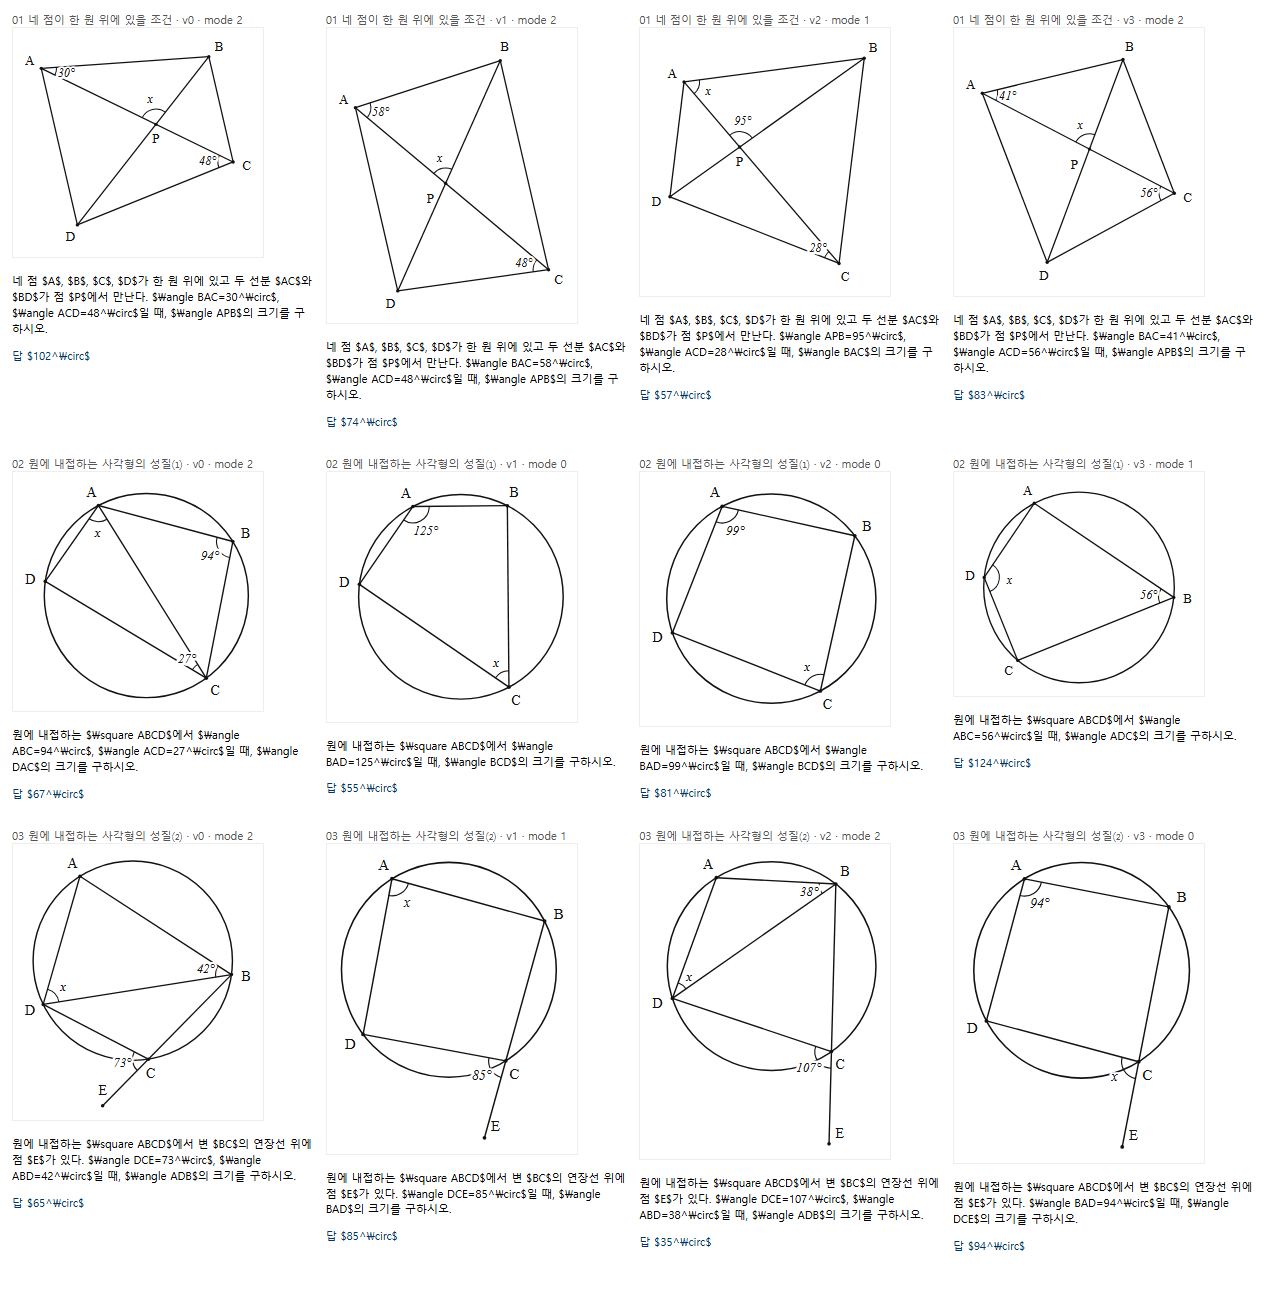 01 네 점이 한 원 위에 있을 조건 · v0 · mode 2
A
B
30°
x
P
48°
C
D
네 점 $A$, $B$, $C$, $D$가 한 원 위에 있고 두 선분 $AC$와
$BD$가 점 $P$에서 만난다. $₩angle BAC=30^₩circ$,
$₩angle ACD=48^₩circ$일 때, $₩angle APB$의 크기를 구
하시오.
답 $102^₩circ$
01 네 점이 한 원 위에 있을 조건 · v1 · mode 2
B
A
58°
x
P
48°
C
D
네 점 $A$, $B$, $C$, $D$가 한 원 위에 있고 두 선분 $AC$와
$BD$가 점 $P$에서 만난다. $₩angle BAC=58^₩circ$,
$₩angle ACD=48^₩circ$일 때, $₩angle APB$의 크기를 구
하시오.
답 $74^₩circ$
01 네 점이 한 원 위에 있을 조건 · v2 · mode 1
B
A
x
95°
P
D
28°
C
네 점 $A$, $B$, $C$, $D$가 한 원 위에 있고 두 선분 $AC$와
$BD$가 점 $P$에서 만난다. $₩angle APB=95^₩circ$,
$₩angle ACD=28^₩circ$일 때, $₩angle BAC$의 크기를 구
하시오.
답 $57^₩circ$
01 네 점이 한 원 위에 있을 조건 · v3 · mode 2
B
A
41°
x
P
56°
C
D
네 점 $A$, $B$, $C$, $D$가 한 원 위에 있고 두 선분 $AC$와
$BD$가 점 $P$에서 만난다. $₩angle BAC=41^₩circ$,
$₩angle ACD=56^₩circ$일 때, $₩angle APB$의 크기를 구
하시오.
답 $83^₩circ$
02 원에 내접하는 사각형의 성질(1) · v0 · mode 2
A
x
B
94°
D
27°
C
원에 내접하는 $₩square ABCD$에서 $₩angle
ABC=94^₩circ$, $₩angle ACD=27^₩circ$일 때, $₩angle
DAC$의 크기를 구하시오.
답 $67^₩circ$
02 원에 내접하는 사각형의 성질(1) · v1 · mode 0
A
B
125°
D
x
C
원에 내접하는 $₩square ABCD$에서 $₩angle
BAD=125^₩circ$일 때, $₩angle BCD$의 크기를 구하시오.
답 $55^₩circ$
02 원에 내접하는 사각형의 성질(1) · v2 · mode 0
A
B
99°
D
x
C
원에 내접하는 $₩square ABCD$에서 $₩angle
BAD=99^₩circ$일 때, $₩angle BCD$의 크기를 구하시오.
답 $81^₩circ$
02 원에 내접하는 사각형의 성질(1) · v3 · mode 1
A
D
x
56°
B
C
원에 내접하는 $₩square ABCD$에서 $₩angle
ABC=56^₩circ$일 때, $₩angle ADC$의 크기를 구하시오.
답 $124^₩circ$
03 원에 내접하는 사각형의 성질(2) · v0 · mode 2
A
42°
B
x
D
73°
C
E
원에 내접하는 $₩square ABCD$에서 변 $BC$의 연장선 위에
점 $E$가 있다. $₩angle DCE=73^₩circ$, $₩angle
ABD=42^₩circ$일 때, $₩angle ADB$의 크기를 구하시오.
답 $65^₩circ$
03 원에 내접하는 사각형의 성질(2) · v1 · mode 1
A
x
B
D
85°
C
E
원에 내접하는 $₩square ABCD$에서 변 $BC$의 연장선 위에
점 $E$가 있다. $₩angle DCE=85^₩circ$일 때, $₩angle
BAD$의 크기를 구하시오.
답 $85^₩circ$
03 원에 내접하는 사각형의 성질(2) · v2 · mode 2
A
B
38°
x
D
107°
C
E
원에 내접하는 $₩square ABCD$에서 변 $BC$의 연장선 위에
점 $E$가 있다. $₩angle DCE=107^₩circ$, $₩angle
ABD=38^₩circ$일 때, $₩angle ADB$의 크기를 구하시오.
답 $35^₩circ$
03 원에 내접하는 사각형의 성질(2) · v3 · mode 0
A
94°
B
D
x
C
E
원에 내접하는 $₩square ABCD$에서 변 $BC$의 연장선 위에
점 $E$가 있다. $₩angle BAD=94^₩circ$일 때, $₩angle
DCE$의 크기를 구하시오.
답 $94^₩circ$